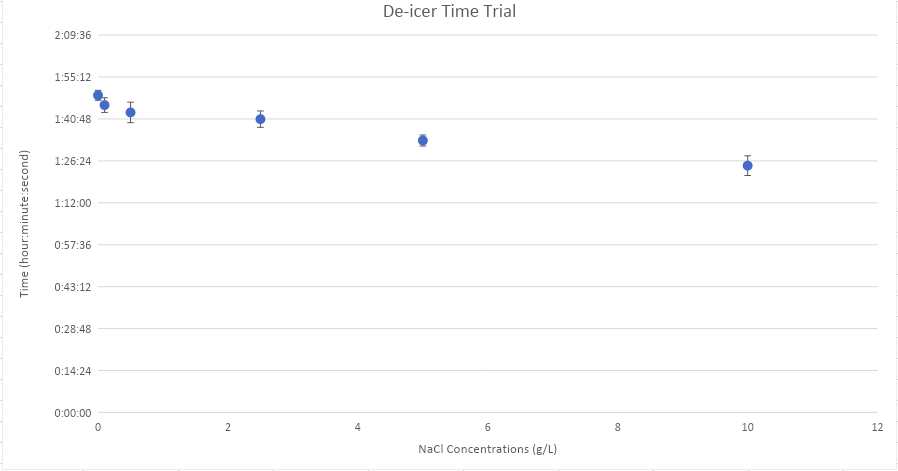 De-icer Time Trial
2:09:36
1:55:12
1:40:48
1:26:24
1:12:00
0:57:36
0:43:12
0:28:48
0:14:24
0:00:00
Time (hour:minute:second)
0 2 4 6 8 10 12
NaCl Concentrations (g/L)